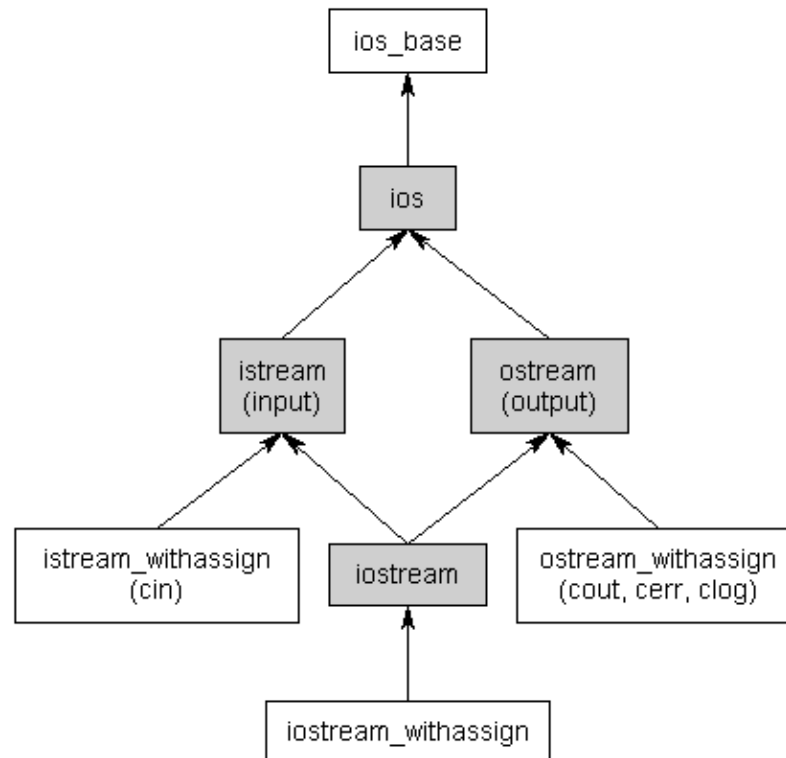 ios_base
ios
istream
(input)
ostream
(output)
istream_withassign
(cin)
iostream
ostream_withassign
(cout, cerr, clog)
iostream_withassign